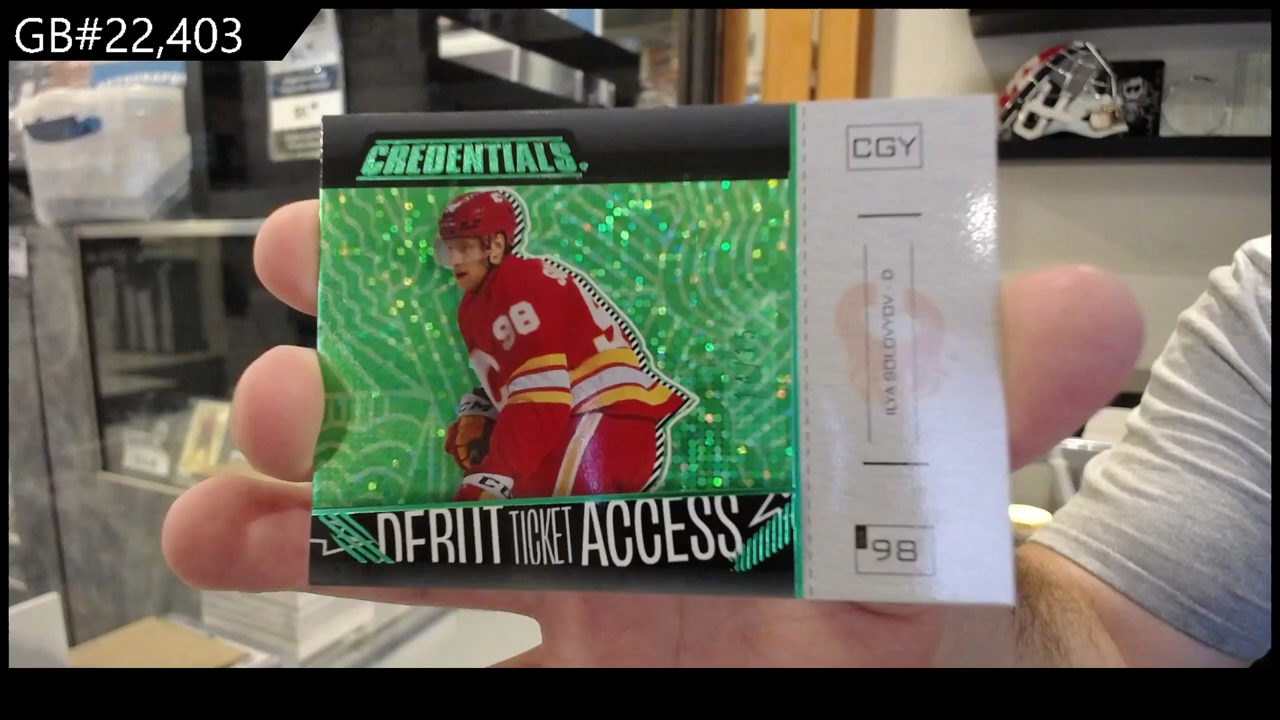 GB#22,403
CREDENTIALS
CGY
98
ILYA SOLOVYOV - D
DEBUT TICKET ACCESS
98